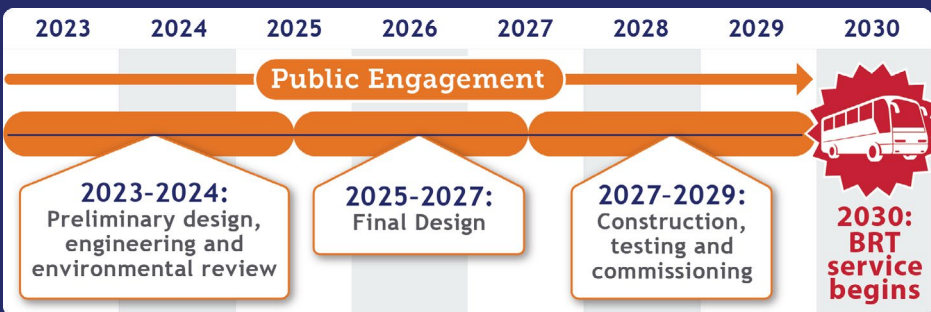 2023 2024 2025 2026 2027 2028 2029 2030
Public Engagement
2023-2024:
Preliminary design,
engineering and
environmental review
2025-2027:
Final Design
2027-2029:
Construction,
testing and
commissioning
2030:
BRT
service
begins